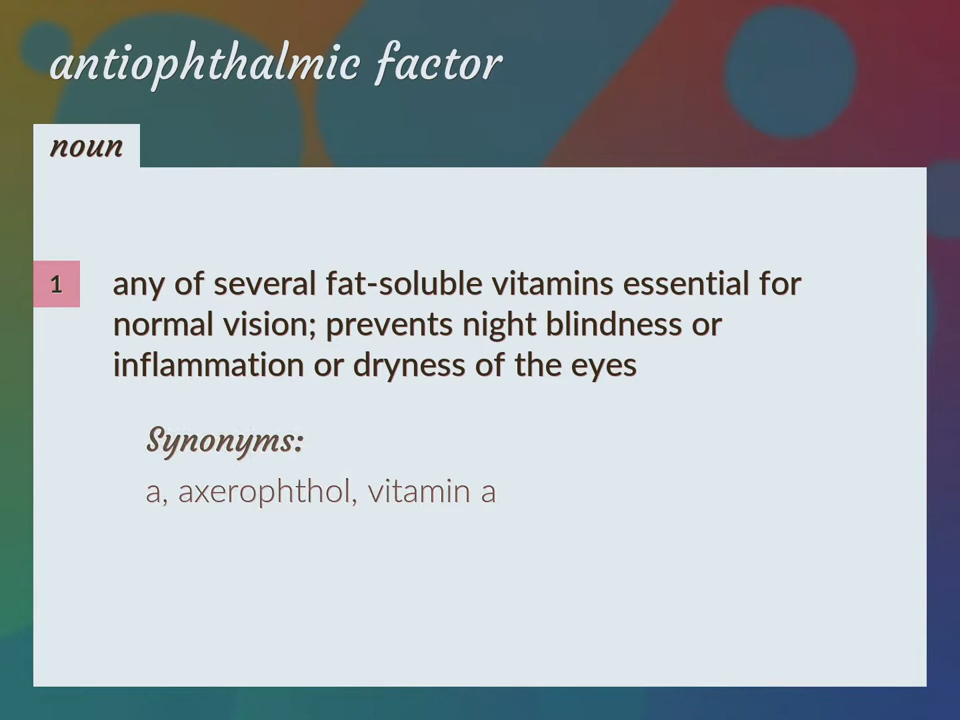 antiophthalmic factor
noun
1
any of several fat-soluble vitamins essential for
normal vision; prevents night blindness or
inflammation or dryness of the eyes
Synonyms:
a, axerophthol, vitamin a